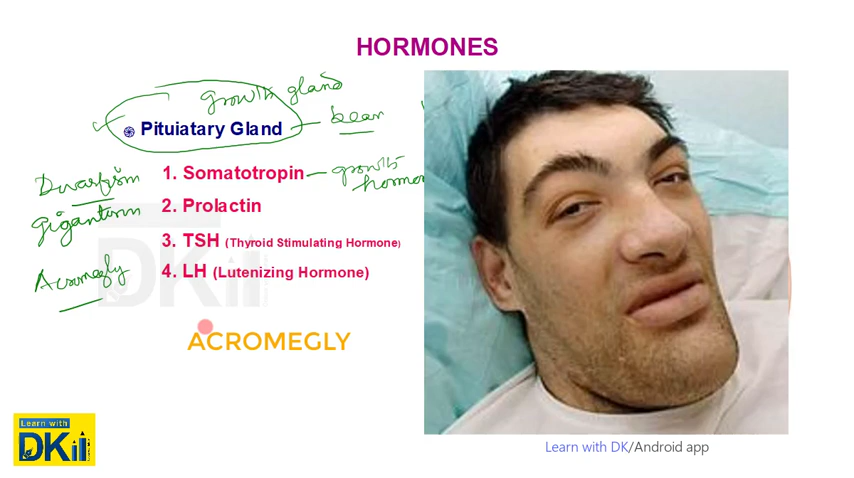 HORMONES
growth gland
Pituiatary Gland
bean
1. Somatotropin
growth
hormon
Dwarfism
2. Prolactin
gigantism
3. TSH (Thyroid Stimulating Hormone)
4. LH (Lutenizing Hormone)
Acromegly
DK
ACROMEGLY
Learn with
DK
Learn with DK/Android app